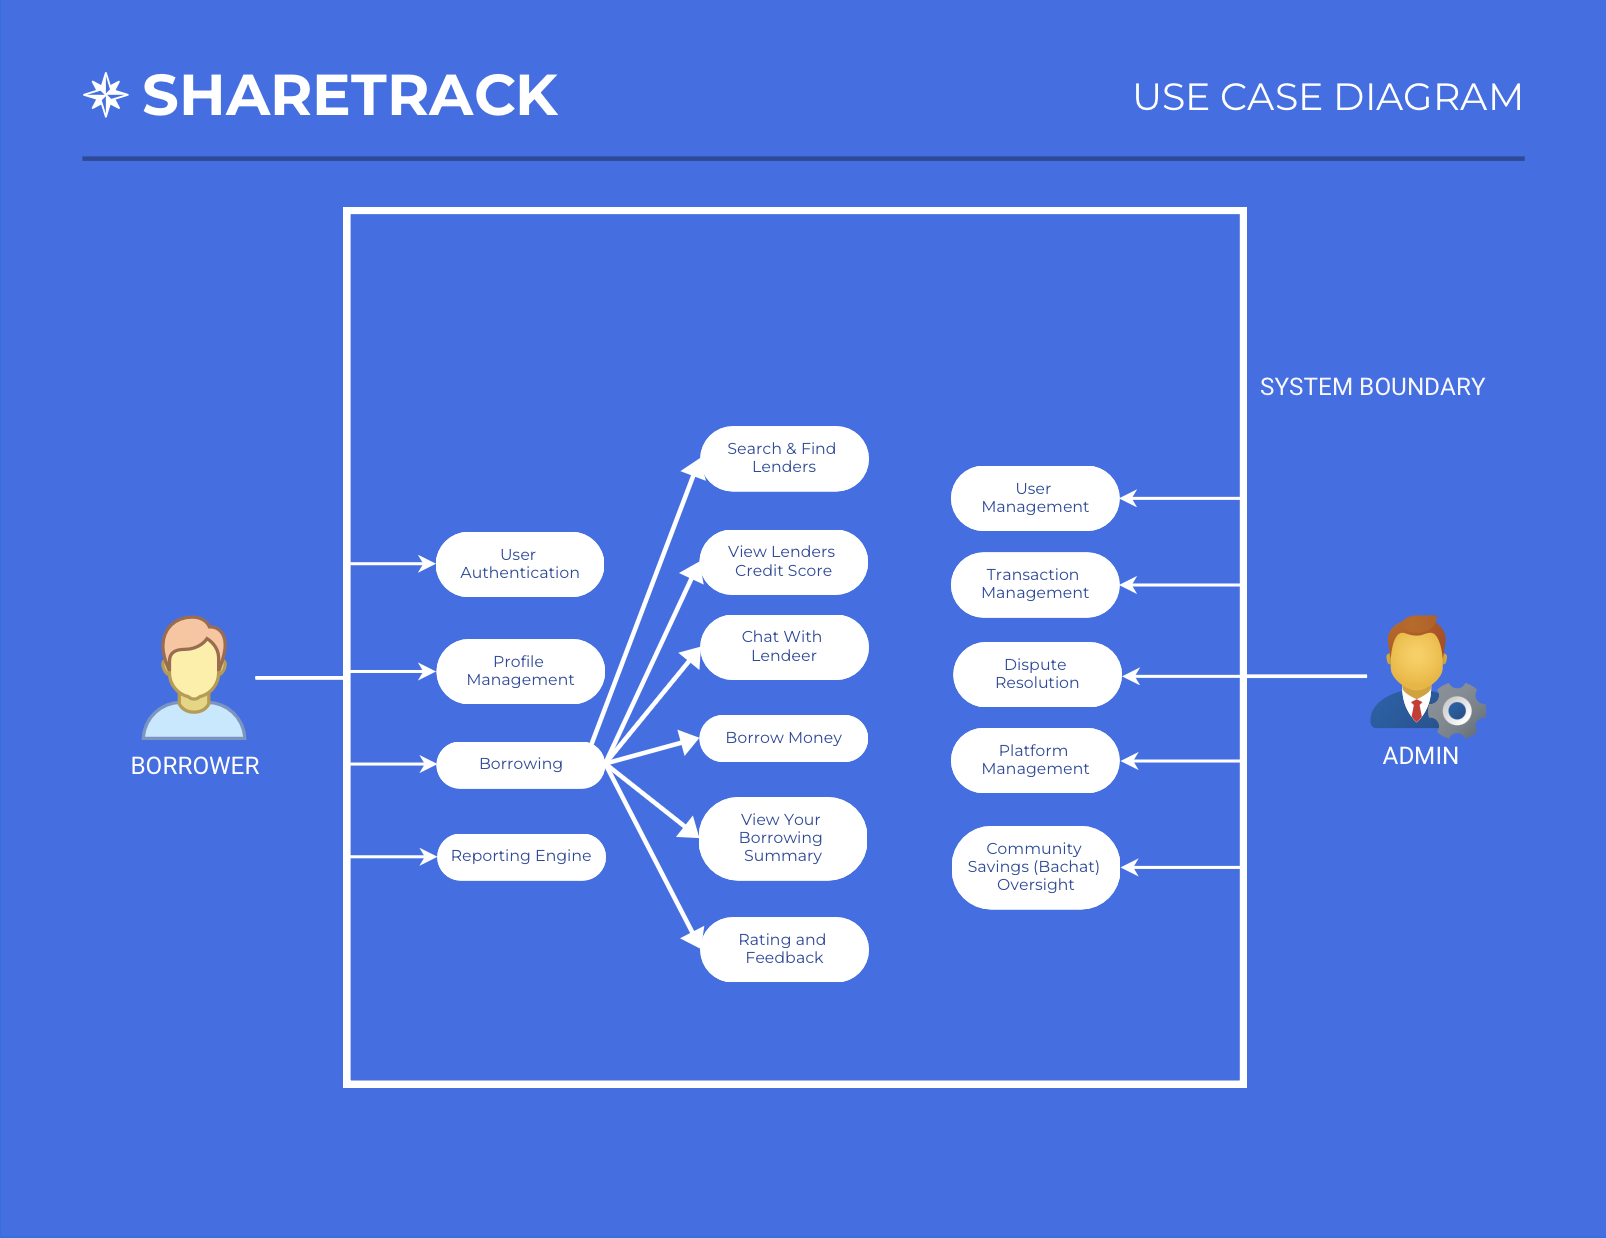 SHARETRACK
USE CASE DIAGRAM
SYSTEM BOUNDARY
BORROWER
User
Authentication
Profile
Management
Borrowing
Reporting Engine
Search & Find
Lenders
View Lenders
Credit Score
Chat With
Lendeer
Borrow Money
View Your
Borrowing
Summary
Rating and
Feedback
User
Management
Transaction
Management
Dispute
Resolution
Platform
Management
Community
Savings (Bachat)
Oversight
ADMIN